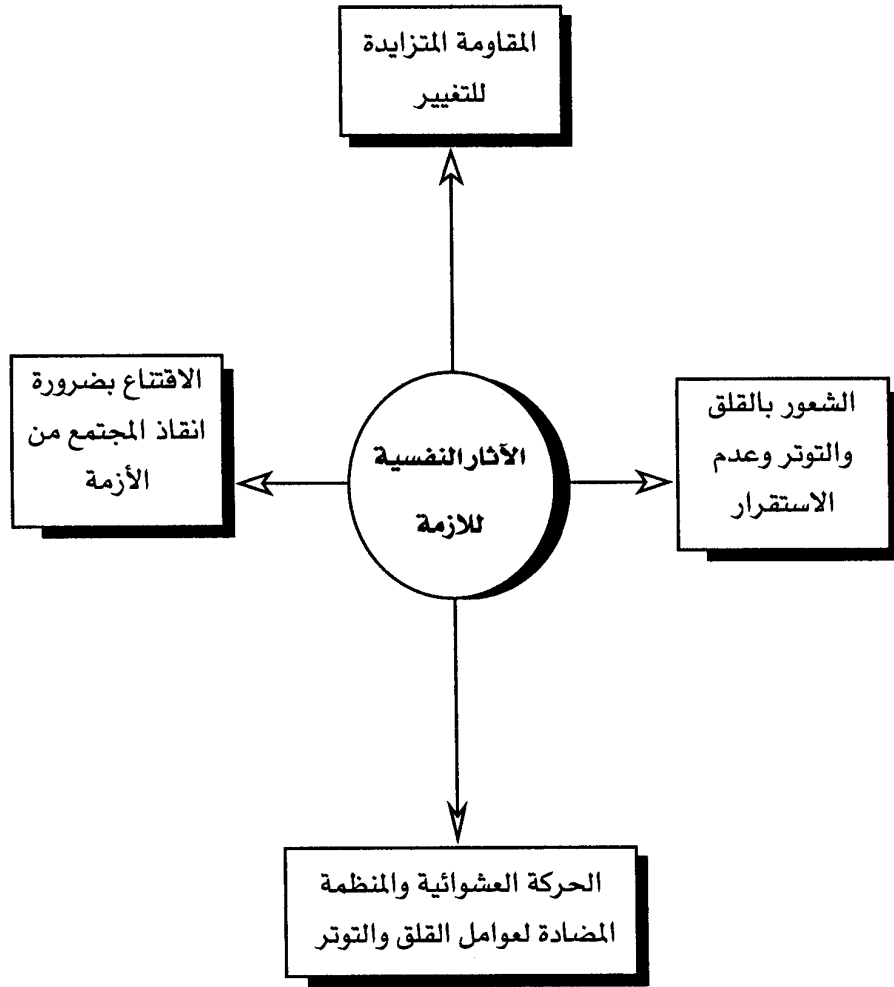 المقاومة المتزايدة
للتغيير
الشعور بالقلق
والتوتر وعدم
الاستقرار
الآثار النفسية
للازمة
الاقتناع بضرورة
انقاذ المجتمع من
الأزمة
الحركة العشوائية والمنظمة
المضادة لعوامل القلق والتوتر